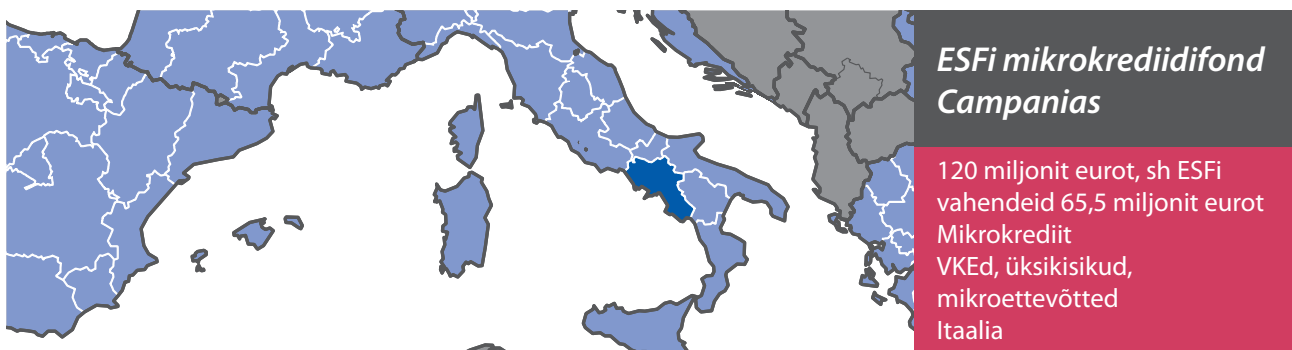 ESFi mikrokrediidifond
Campanias
120 miljonit eurot, sh ESFi
vahendeid 65,5 miljonit eurot
Mikrokrediit
VKEd, üksikisikud,
mikroettevõtted
Itaalia